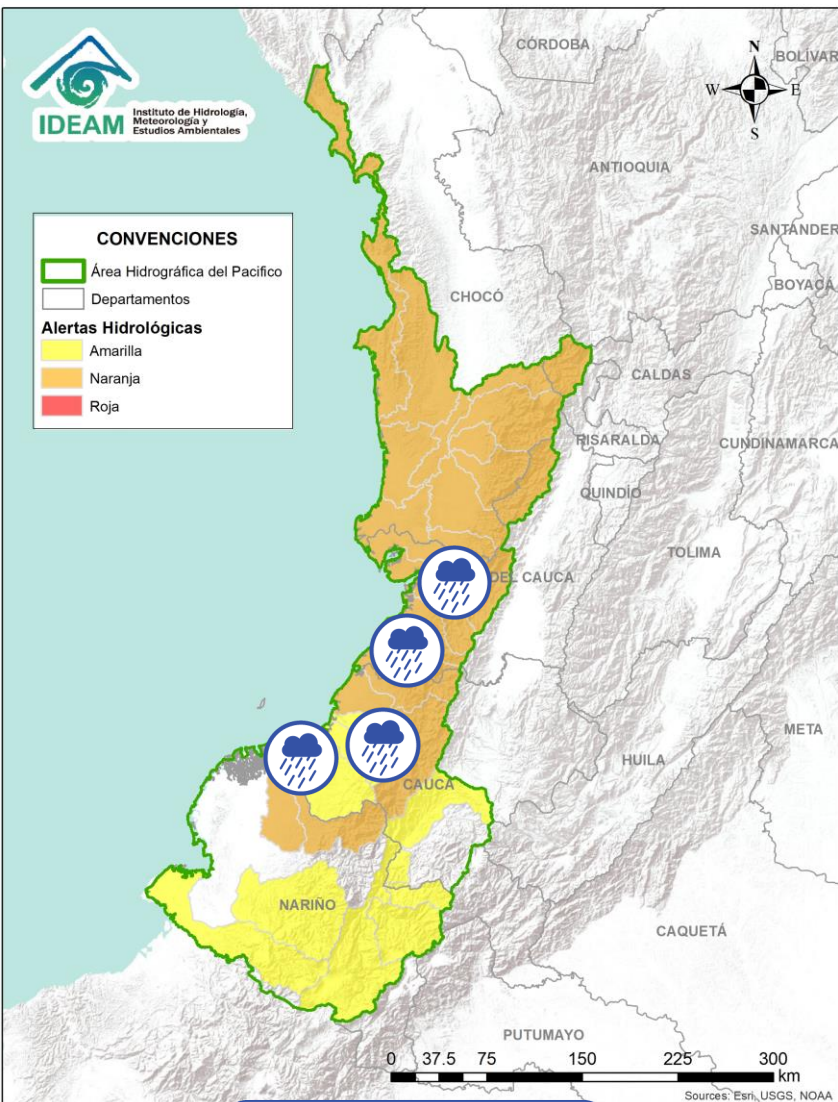 IDEAM
Instituto de Hidrología,
Meteorología y
Estudios Ambientales
CONVENCIONES
Área Hidrográfica del Pacifico
Departamentos
Alertas Hidrológicas
Amarilla
Naranja
Roja
N
W E
S
CÓRDOBA
BOLÍVAR
ANTIOQUIA
SANTANDER
BOYACÁ
CHOCÓ
CALDAS
RISARALDA
CUNDINAMARCA
QUINDÍO
TOLIMA
DEL CAUCA
META
HUILA
CAUCA
NARIÑO
CAQUETÁ
PUTUMAYO
0 37.5 75 150 225 300
km
Sources: Esri, USGS, NOAA